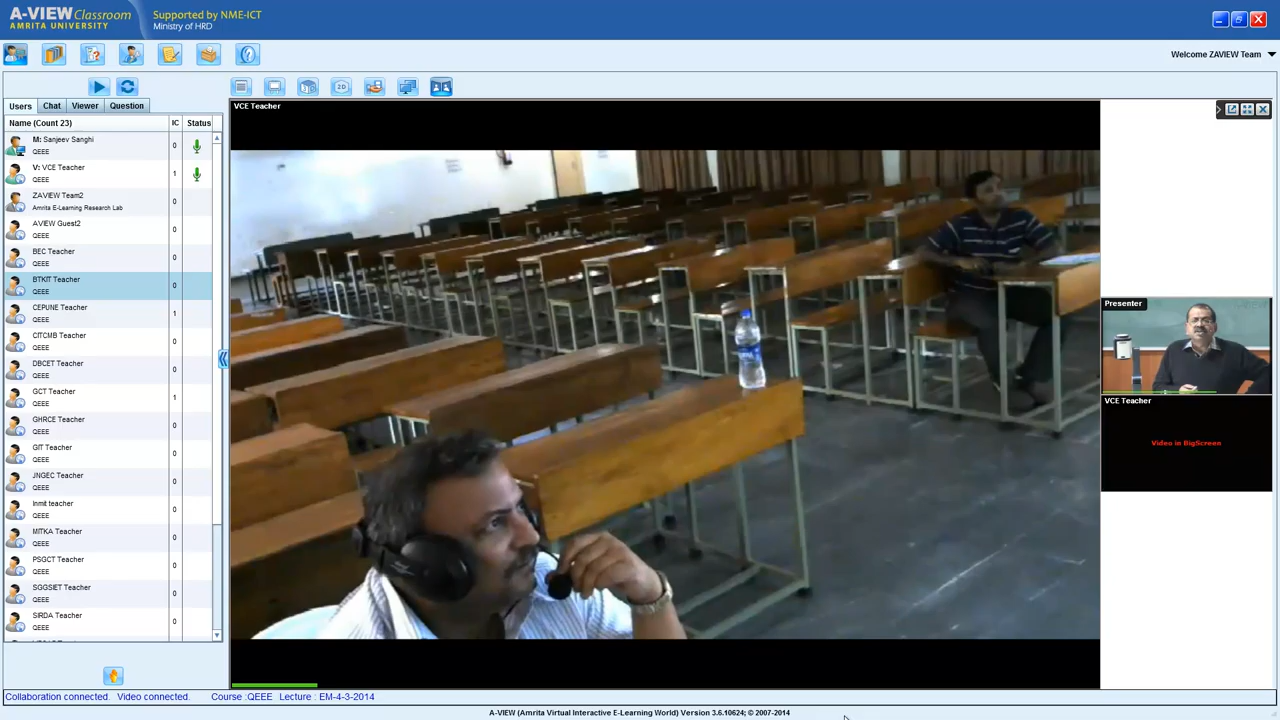 A-VIEW Classroom
AMRITA UNIVERSITY
Supported by NME-ICT
Ministry of HRD
Welcome ZAVIEW Team
2D
Users Chat Viewer Question
Name (Count 23) IC Status
M: Sanjeev Sanghi
QEEE
0
V: VCE Teacher
QEEE
1
ZAVIEW Team2
Amrita E-Learning Research Lab
0
AVIEW Guest2
QEEE
0
BEC Teacher
QEEE
0
BTKIT Teacher
QEEE
0
CEPUNE Teacher
QEEE
1
CITCMB Teacher
QEEE
0
DBCET Teacher
QEEE
0
GCT Teacher
QEEE
1
GHRCE Teacher
QEEE
0
GIT Teacher
QEEE
0
JNGEC Teacher
QEEE
0
Inmit teacher
QEEE
0
MITKA Teacher
QEEE
0
PSGCT Teacher
QEEE
0
SGGSIET Teacher
QEEE
0
SIRDA Teacher
QEEE
0
VCE Teacher
Presenter
VCE Teacher
Video in BigScreen
Collaboration connected. Video connected. Course :QEEE Lecture : EM-4-3-2014
A-VIEW (Amrita Virtual Interactive E-Learning World) Version 3.6.10624; © 2007-2014